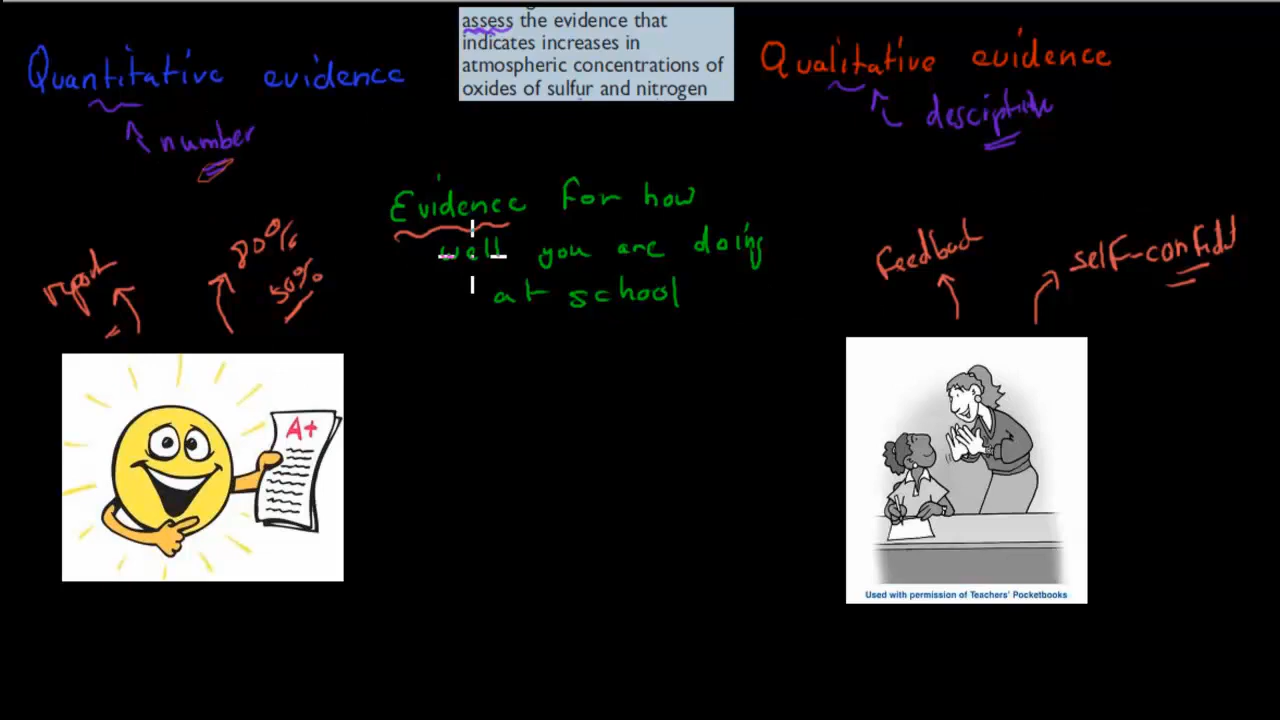 assess the evidence that
indicates increases in
atmospheric concentrations of
oxides of sulfur and nitrogen
Quantitative evidence
number
Qualitative evidence
desciptive
Evidence for how
well you are doing
at school
report
80%
50%
Feedback
self-confidt
A+
Used with permission of Teachers' Pocketbooks